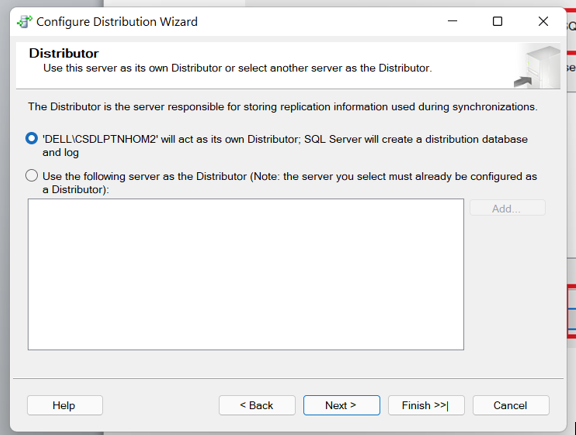 Configure Distribution Wizard
Distributor
Use this server as its own Distributor or select another server as the Distributor.
The Distributor is the server responsible for storing replication information used during synchronizations.
'DELL\CSDLPTNHOM2' will act as its own Distributor; SQL Server will create a distribution database
and log
Use the following server as the Distributor (Note: the server you select must already be configured as
a Distributor):
Add...
Help
< Back
Next >
Finish >>|
Cancel